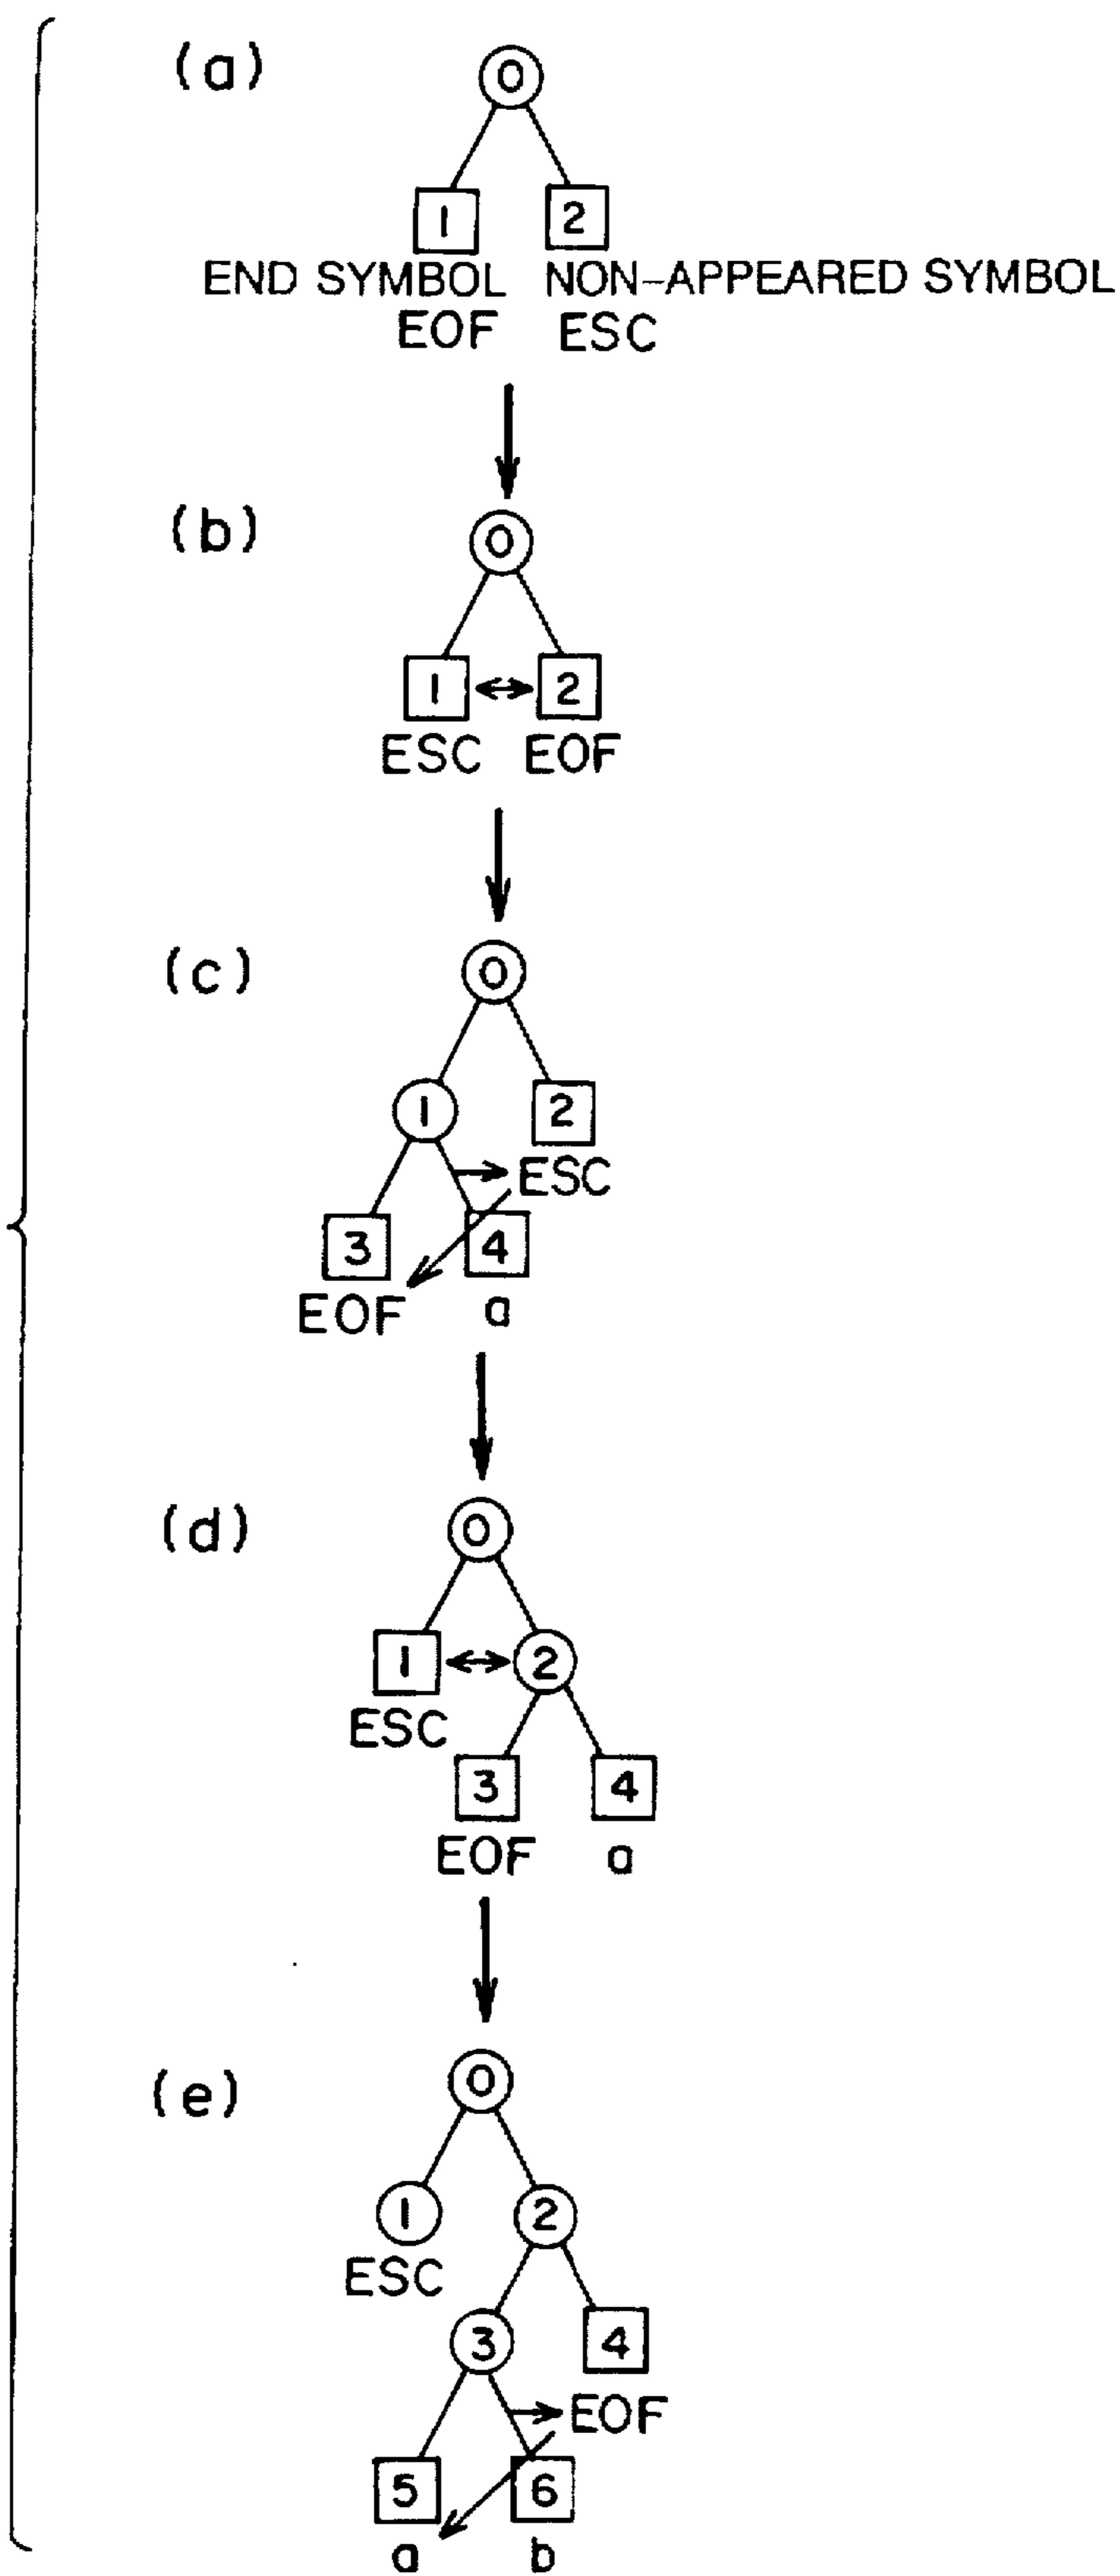 (a)
0
1 2
END SYMBOL NON-APPEARED SYMBOL
EOF ESC
(b)
0
1 2
ESC EOF
(c)
0
1 2
ESC
3 4
EOF a
(d)
0
1 2
ESC
3 4
EOF a
(e)
0
1 2
ESC
3 4
EOF
5 6
a b